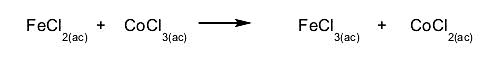 FeCl2(ac) + CoCl3(ac) → FeCl3(ac) + CoCl2(ac)